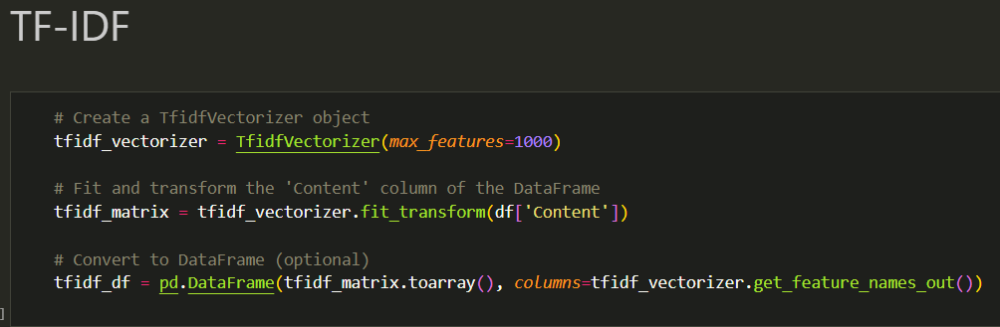 TF-IDF
# Create a TfidfVectorizer object
tfidf_vectorizer = TfidfVectorizer(max_features=1000)
# Fit and transform the 'Content' column of the DataFrame
tfidf_matrix = tfidf_vectorizer.fit_transform(df['Content'])
# Convert to DataFrame (optional)
tfidf_df = pd.DataFrame(tfidf_matrix.toarray(), columns=tfidf_vectorizer.get_feature_names_out())
]